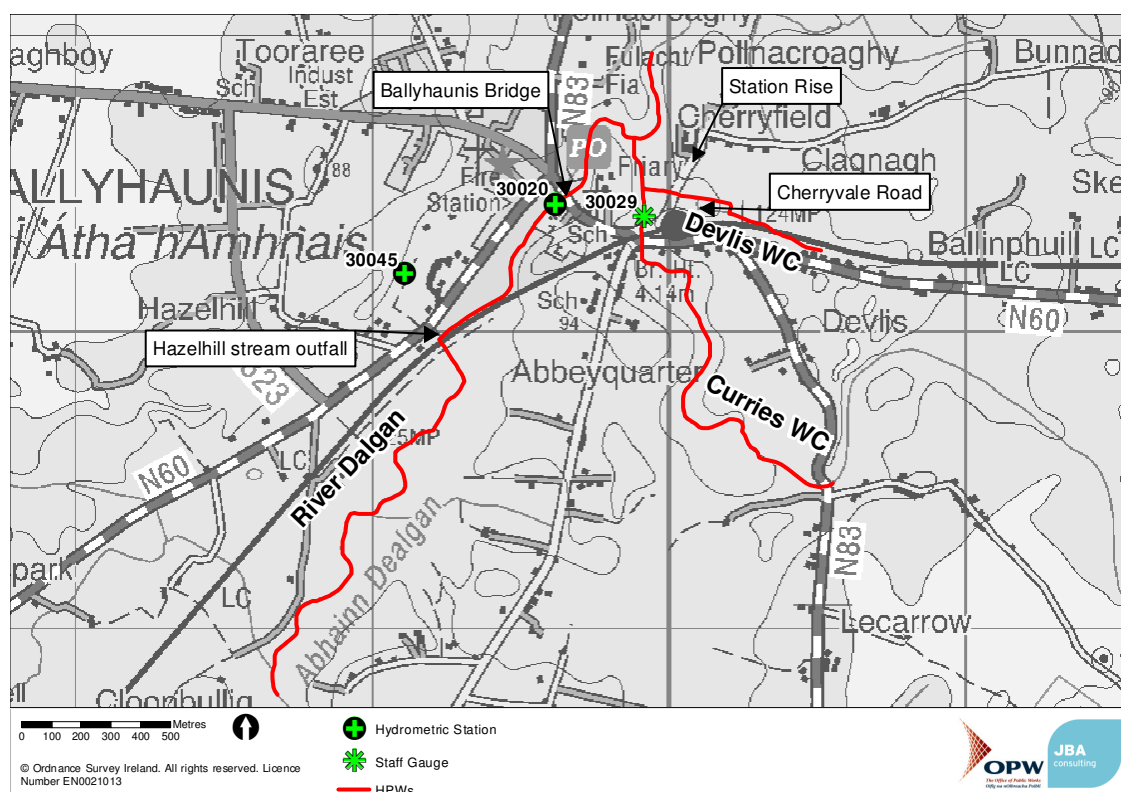 Pollnacroaghy
aghboy
Tooraree
Indust
Est
Sch
Ballyhaunis Bridge
N83
Fulacht
Fia
Pollnacroaghy
Station Rise
Bunnad
Cherryfield
PO
Friary
Clagnagh
Ske
ALLYHAUNIS
88
Fire
Station
30020
30029
Cherryvale Road
124MP
Átha hAmhnais
Sch
Devlis WC
Ballinphuill
LC
LC
30045
Br. Ht.
4.14m
Hazelhill
Sch
94
Devlis
N60
Hazelhill stream outfall
Abbeyquarter
Curries WC
River Dalgan
N60
LC
Abhainn Dealgan
N83
park
LC
Lecarrow
Cloonbullig
ell
Metres
0 100 200 300 400 500
Hydrometric Station
Staff Gauge
HPWs
© Ordnance Survey Ireland. All rights reserved. Licence
Number EN0021013
OPW
The Office of Public Works
Oifig na nOibreacha Poiblí
JBA
consulting